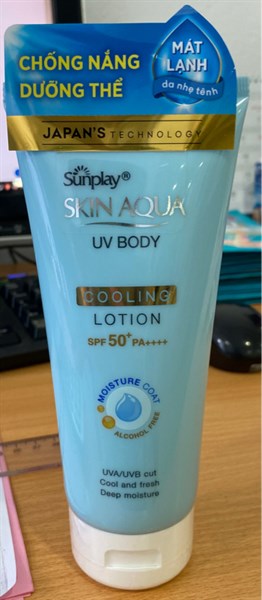 CHỐNG NẮNG
DƯỠNG THỂ
MÁT
LẠNH
da nhẹ tênh
JAPAN'S TECHNOLOGY
Sunplay®
SKIN AQUA
UV BODY
COOLING
LOTION
SPF 50+ PA++++
MOISTURE COAT
ALCOHOL FREE
UVA/UVB cut
Cool and fresh
Deep moisture